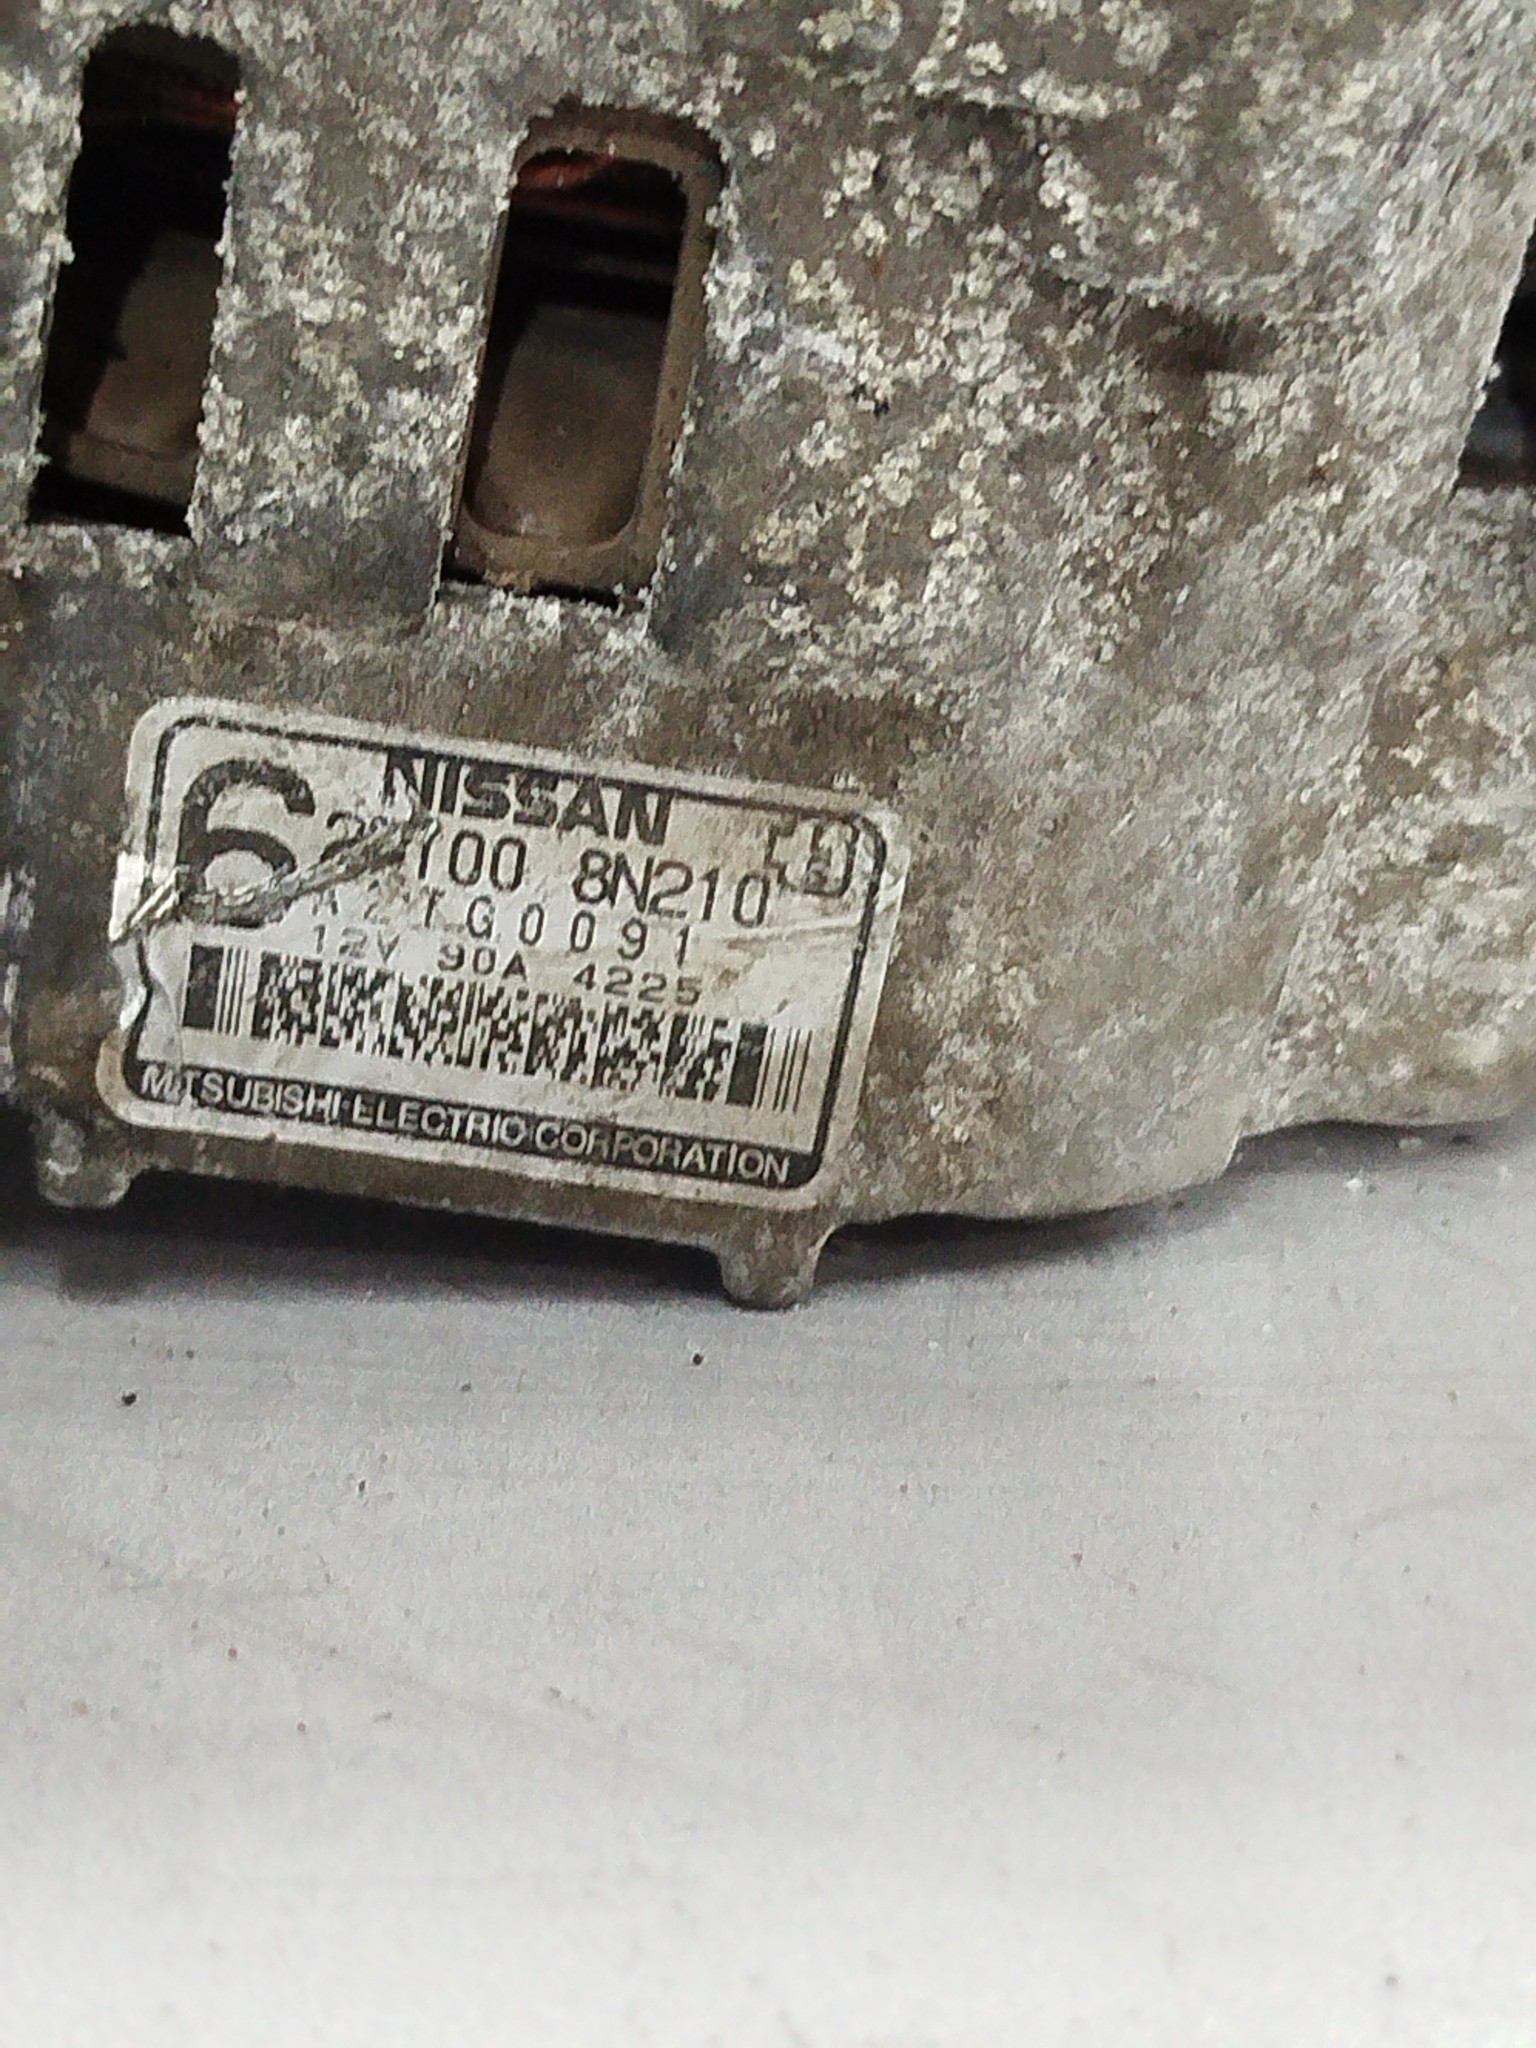 NISSAN
6
100 8N210
G0091
12V 90A 4225
MITSUBISHI ELECTRIC CORPORATION